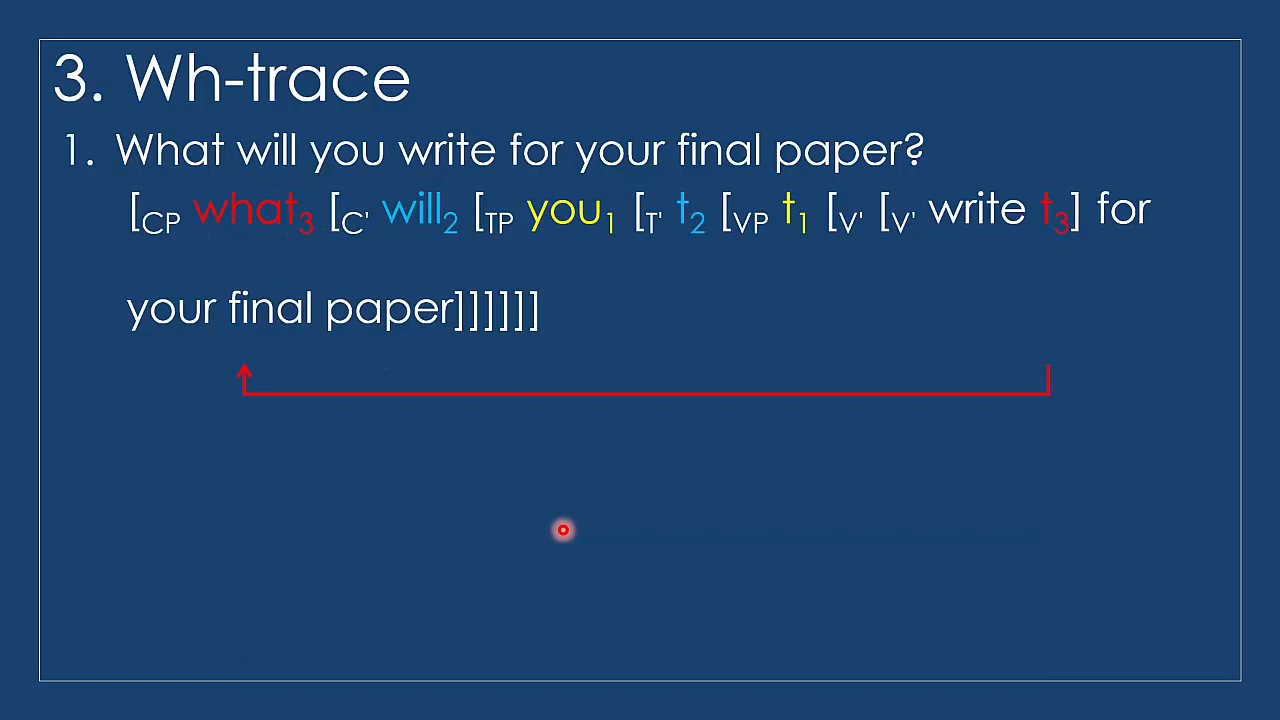 3. Wh-trace
1. What will you write for your final paper?
[CP what3 [C' will2 [TP you1 [T' t2 [VP t1 [V' [V' write t3] for
your final paper]]]]]]